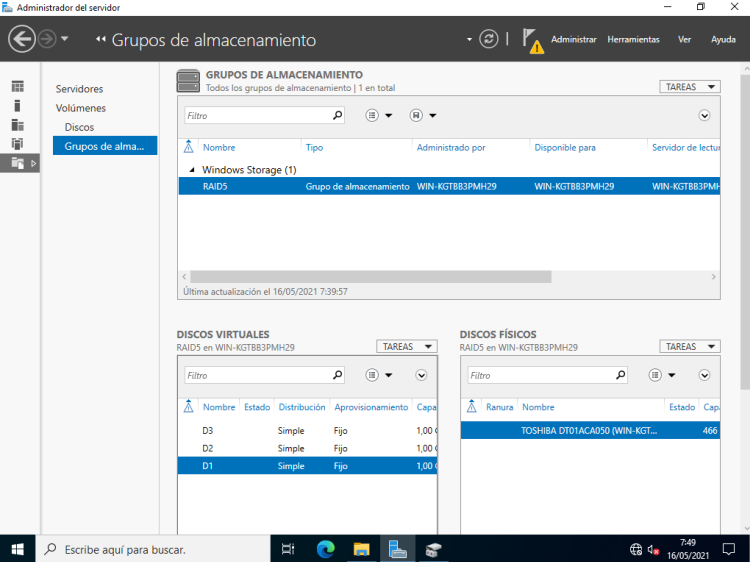 Administrador del servidor
Grupos de almacenamiento
Administrar Herramientas Ver Ayuda
Servidores
Volúmenes
Discos
Grupos de alma...
GRUPOS DE ALMACENAMIENTO
Todos los grupos de almacenamiento | 1 en total
TAREAS
Filtro
Nombre Tipo Administrado por Disponible para Servidor de lectur
Windows Storage (1)
RAID5 Grupo de almacenamiento WIN-KGTBB3PMH29 WIN-KGTBB3PMH29 WIN-KGTBB3PMH
Última actualización el 16/05/2021 7:39:57
DISCOS VIRTUALES
RAID5 en WIN-KGTBB3PMH29
TAREAS
Filtro
Nombre Estado Distribución Aprovisionamiento Capa
D3 Simple Fijo 1,00
D2 Simple Fijo 1,00
D1 Simple Fijo 1,00
DISCOS FÍSICOS
RAID5 en WIN-KGTBB3PMH29
TAREAS
Filtro
Ranura Nombre Estado Cap
TOSHIBA DT01ACA050 (WIN-KGT... 466
Escribe aquí para buscar.
7:49
16/05/2021